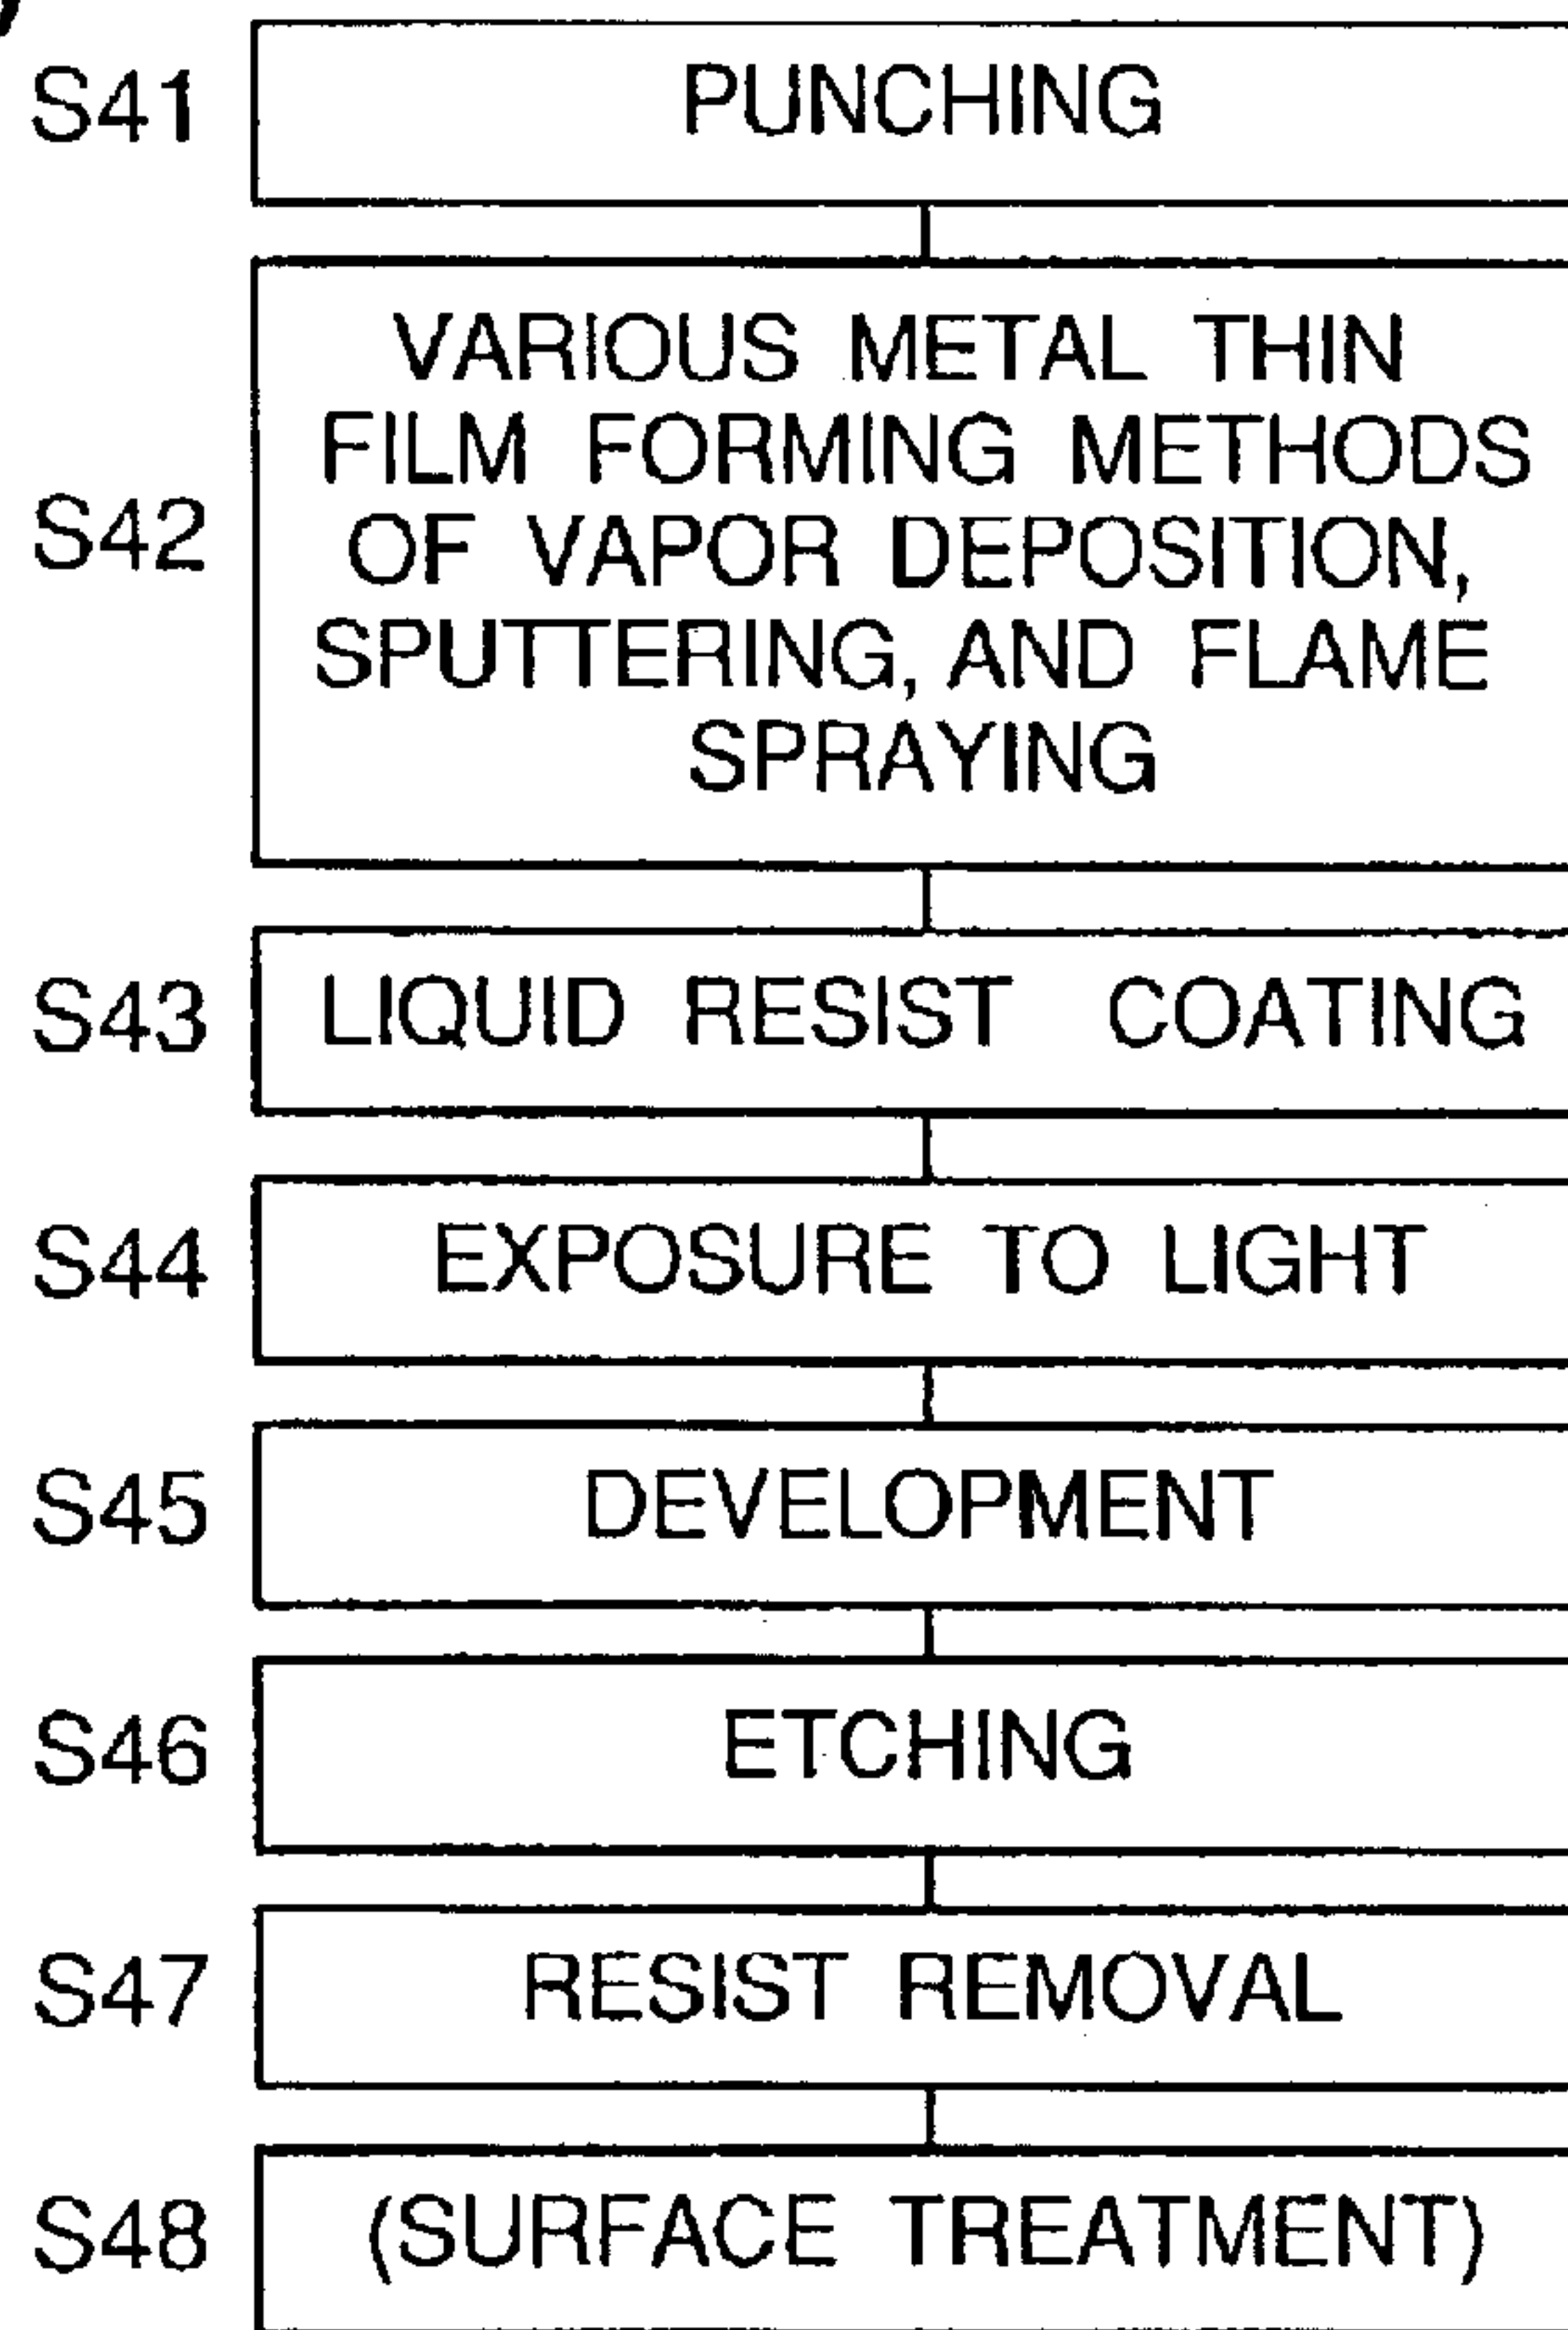 S41 PUNCHING
VARIOUS METAL THIN
FILM FORMING METHODS
S42 OF VAPOR DEPOSITION,
SPUTTERING, AND FLAME
SPRAYING
S43 LIQUID RESIST COATING
S44 EXPOSURE TO LIGHT
S45 DEVELOPMENT
S46 ETCHING
S47 RESIST REMOVAL
S48 (SURFACE TREATMENT)